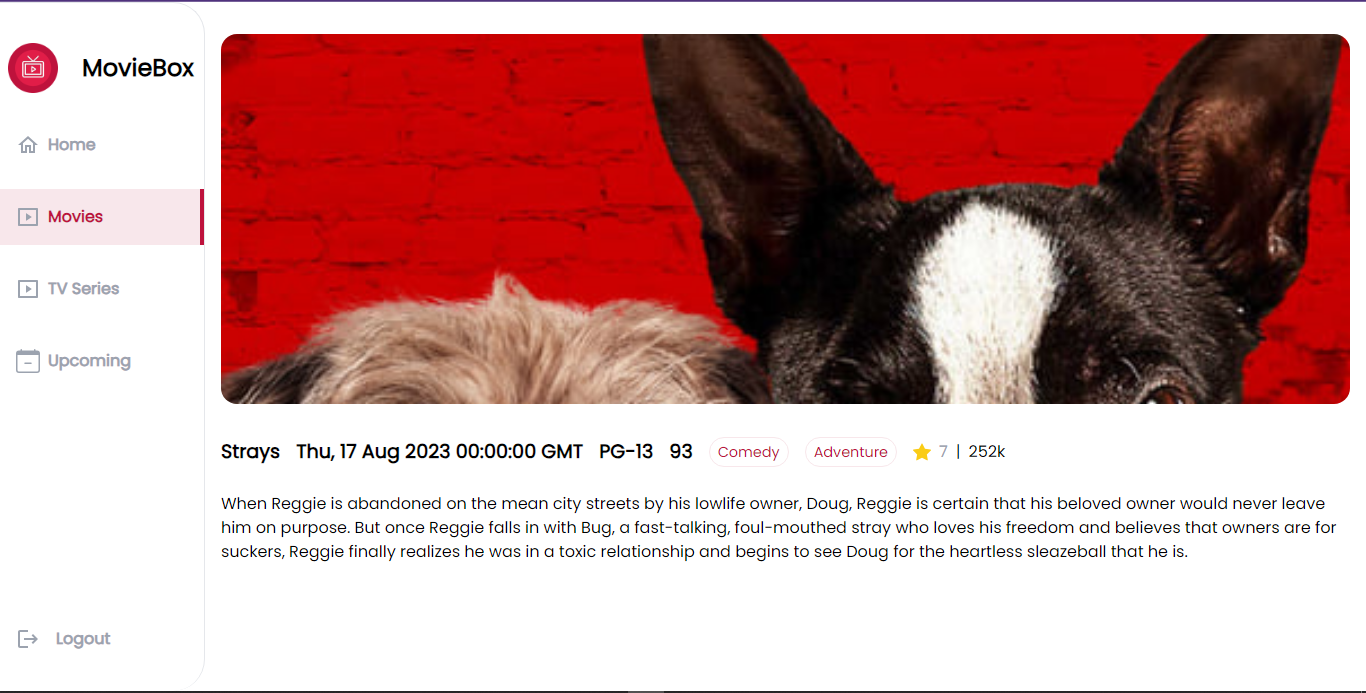 MovieBox
Home
Movies
TV Series
Upcoming
Logout
Strays Thu, 17 Aug 2023 00:00:00 GMT PG-13 93 Comedy Adventure 7 | 252k
When Reggie is abandoned on the mean city streets by his lowlife owner, Doug, Reggie is certain that his beloved owner would never leave
him on purpose. But once Reggie falls in with Bug, a fast-talking, foul-mouthed stray who loves his freedom and believes that owners are for
suckers, Reggie finally realizes he was in a toxic relationship and begins to see Doug for the heartless sleazeball that he is.